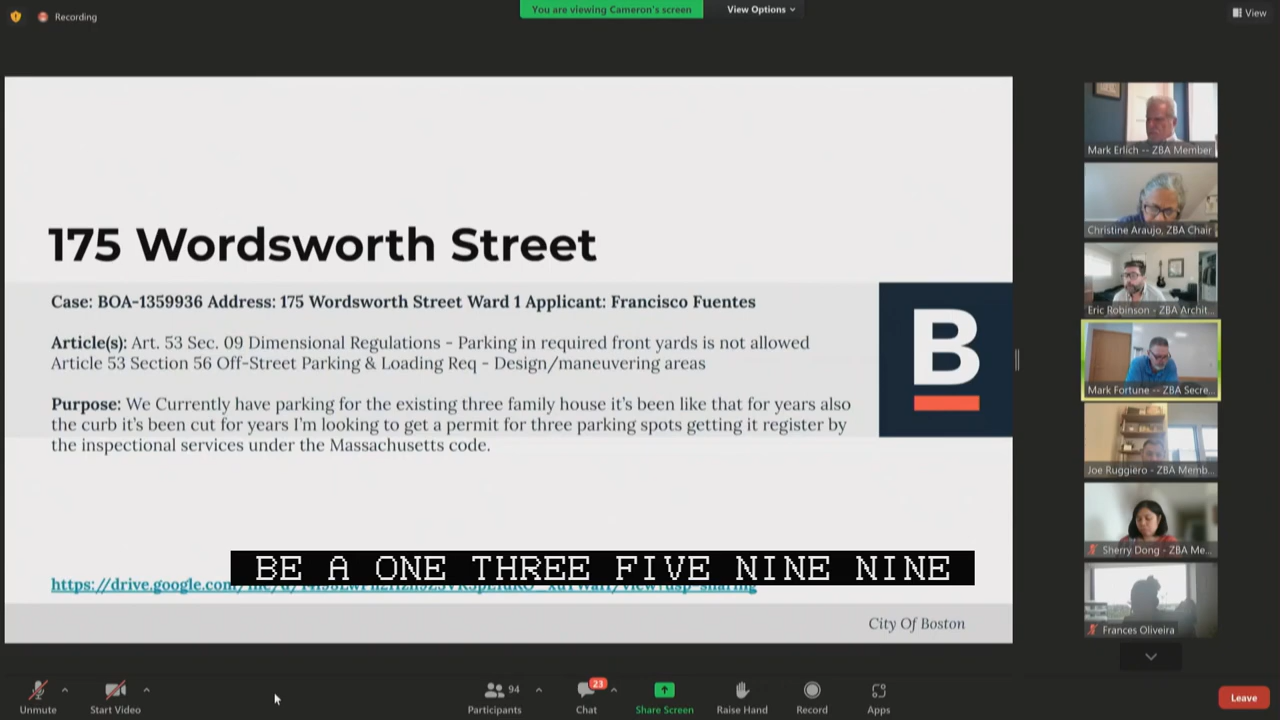 Recording
You are viewing Cameron's screen
View Options
View
175 Wordsworth Street
Case: BOA-1359936 Address: 175 Wordsworth Street Ward 1 Applicant: Francisco Fuentes
Article(s): Art. 53 Sec. 09 Dimensional Regulations - Parking in required front yards is not allowed
Article 53 Section 56 Off-Street Parking & Loading Req - Design/maneuvering areas
Purpose: We Currently have parking for the existing three family house it's been like that for years also
the curb it's been cut for years I'm looking to get a permit for three parking spots getting it register by
the inspectional services under the Massachusetts code.
B
BE A ONE THREE FIVE NINE NINE
https://drive.google.com/
City Of Boston
Mark Erlich -- ZBA Member
Christine Araujo, ZBA Chair
Eric Robinson - ZBA Archit...
Mark Fortune -- ZBA Secre...
Joe Ruggiero - ZBA Memb...
Sherry Dong - ZBA Me...
Frances Oliveira
Unmute
Start Video
Participants
94
Chat
23
Share Screen
Raise Hand
Record
Apps
Leave